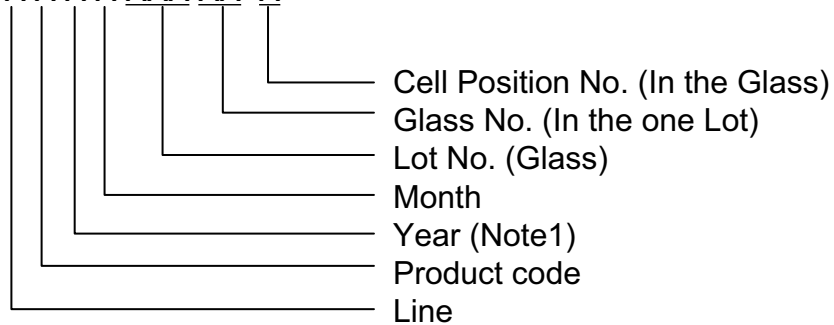 Cell Position No. (In the Glass)
Glass No. (In the one Lot)
Lot No. (Glass)
Month
Year (Note1)
Product code
Line